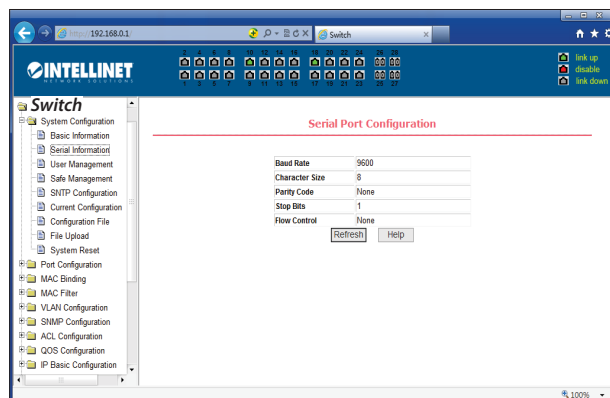 http://192.168.0.1/
Switch
INTELLINET
NETWORK SOLUTIONS
2 4 6 8 10 12 14 16 18 20 22 24 26 28
1 3 5 7 9 11 13 15 17 19 21 23 25 27
link up
disable
link down
Switch
System Configuration
Basic Information
Serial Information
User Management
Safe Management
SNTP Configuration
Current Configuration
Configuration File
File Upload
System Reset
Port Configuration
MAC Binding
MAC Filter
VLAN Configuration
SNMP Configuration
ACL Configuration
QOS Configuration
IP Basic Configuration
Serial Port Configuration
Baud Rate 9600
Character Size 8
Parity Code None
Stop Bits 1
Flow Control None
Refresh Help
100%